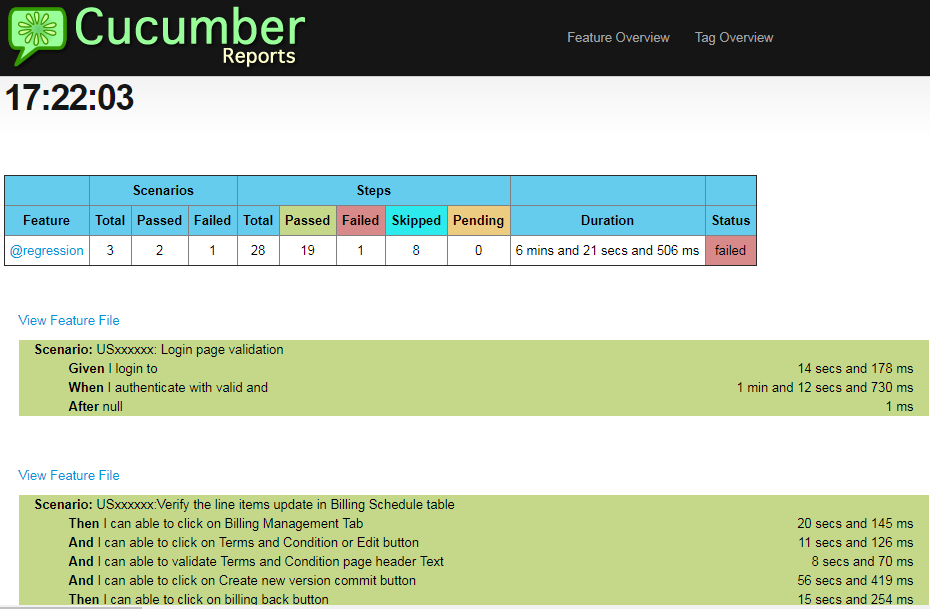 Cucumber
Reports
Feature Overview Tag Overview
17:22:03
Scenarios Steps
Feature Total Passed Failed Total Passed Failed Skipped Pending Duration Status
@regression 3 2 1 28 19 1 8 0 6 mins and 21 secs and 506 ms failed
View Feature File
Scenario: USxxxxxx: Login page validation
Given I login to 14 secs and 178 ms
When I authenticate with valid and 1 min and 12 secs and 730 ms
After null 1 ms
View Feature File
Scenario: USxxxxxx:Verify the line items update in Billing Schedule table
Then I can able to click on Billing Management Tab 20 secs and 145 ms
And I can able to click on Terms and Condition or Edit button 11 secs and 126 ms
And I can able to validate Terms and Condition page header Text 8 secs and 70 ms
And I can able to click on Create new version commit button 56 secs and 419 ms
Then I can able to click on billing back button 15 secs and 254 ms